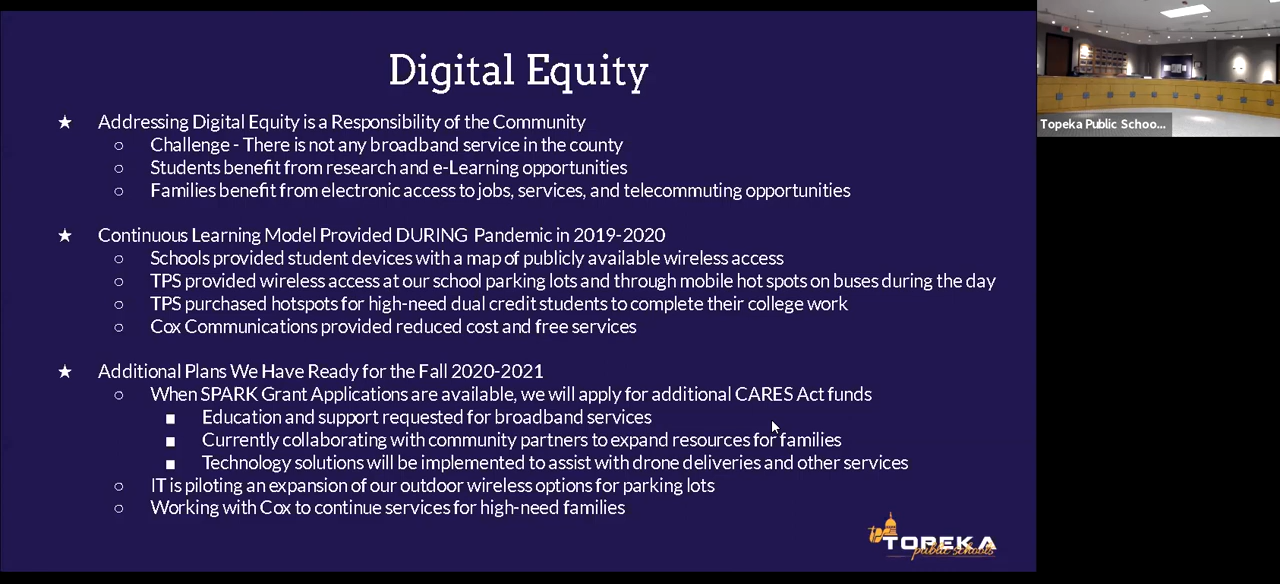 Digital Equity
★ Addressing Digital Equity is a Responsibility of the Community
○ Challenge - There is not any broadband service in the county
○ Students benefit from research and e-Learning opportunities
○ Families benefit from electronic access to jobs, services, and telecommuting opportunities
★ Continuous Learning Model Provided DURING Pandemic in 2019-2020
○ Schools provided student devices with a map of publicly available wireless access
○ TPS provided wireless access at our school parking lots and through mobile hot spots on buses during the day
○ TPS purchased hotspots for high-need dual credit students to complete their college work
○ Cox Communications provided reduced cost and free services
★ Additional Plans We Have Ready for the Fall 2020-2021
○ When SPARK Grant Applications are available, we will apply for additional CARES Act funds
■ Education and support requested for broadband services
■ Currently collaborating with community partners to expand resources for families
■ Technology solutions will be implemented to assist with drone deliveries and other services
○ IT is piloting an expansion of our outdoor wireless options for parking lots
○ Working with Cox to continue services for high-need families
TOPEKA
public schools
Topeka Public Schoo...